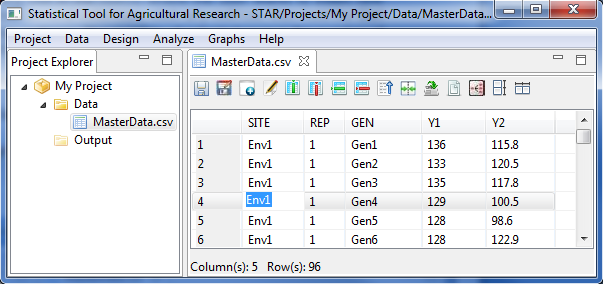 Statistical Tool for Agricultural Research - STAR/Projects/My Project/Data/MasterData...
Project Data Design Analyze Graphs Help
Project Explorer
My Project
Data
MasterData.csv
Output
MasterData.csv
SITE REP GEN Y1 Y2
1 Env1 1 Gen1 136 115.8
2 Env1 1 Gen2 133 120.5
3 Env1 1 Gen3 135 117.8
4 Env1 1 Gen4 129 100.5
5 Env1 1 Gen5 128 98.6
6 Env1 1 Gen6 128 122.9
Column(s): 5 Row(s): 96